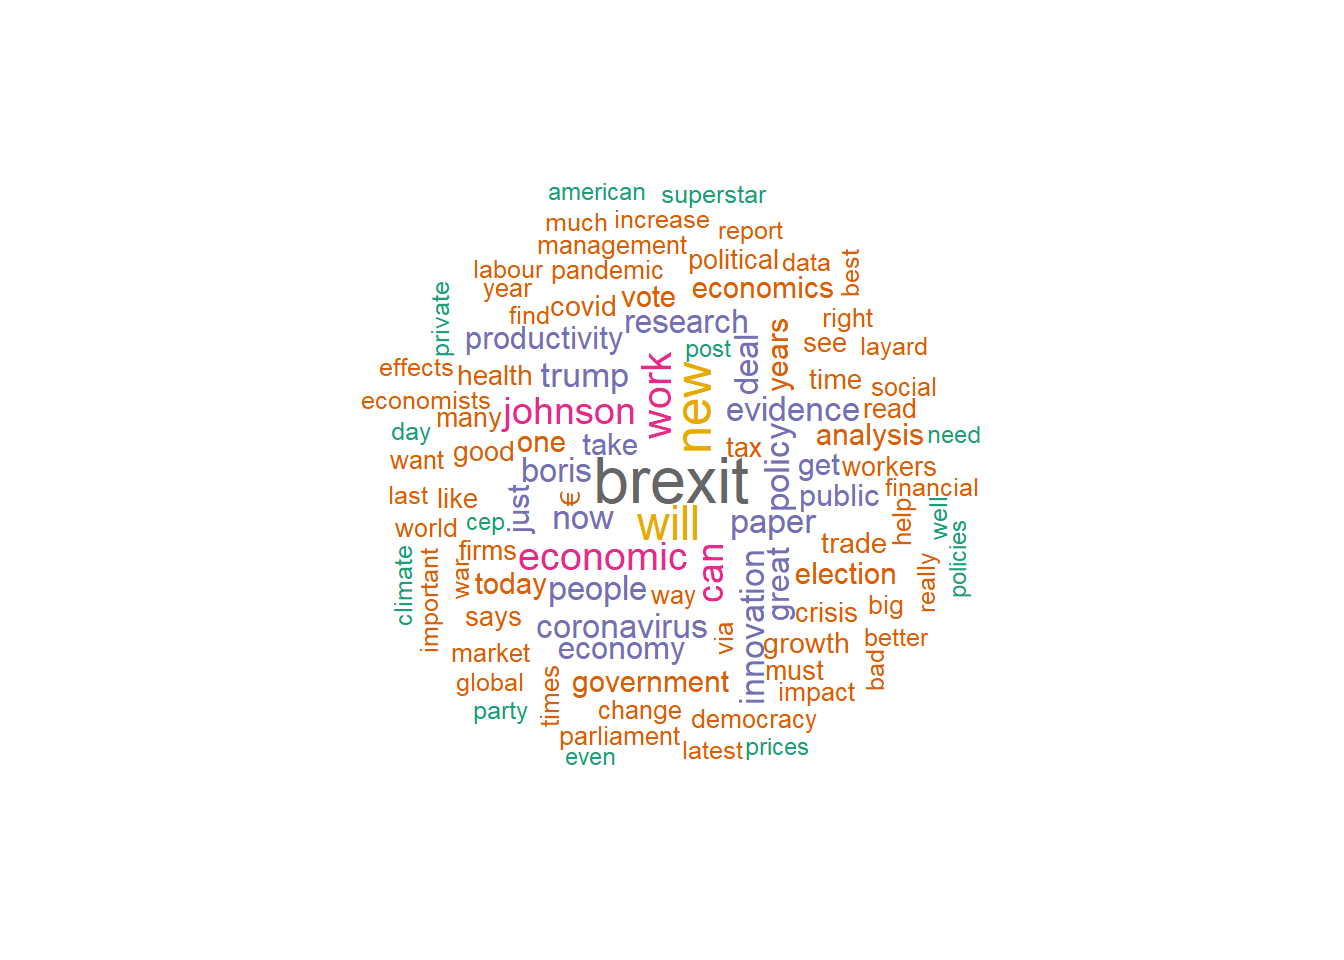 american
superstar
much
increase
report
management
political
data
best
labour
pandemic
year
economics
private
find
covid
vote
research
right
productivity
post
deal
years
see
layard
effects
health
trump
work
new
time
social
economists
many
johnson
evidence
read
day
one
take
tax
policy
analysis
need
want
good
boris
brexit
get
workers
last
like
€
just
public
financial
world
cep
now
will
paper
help
well
firms
economic
can
trade
climate
important
war
today
people
way
innovation
great
election
really
policies
says
coronavirus
via
crisis
big
market
economy
growth
better
global
government
must
bad
party
times
change
impact
democracy
parliament
latest
prices
even